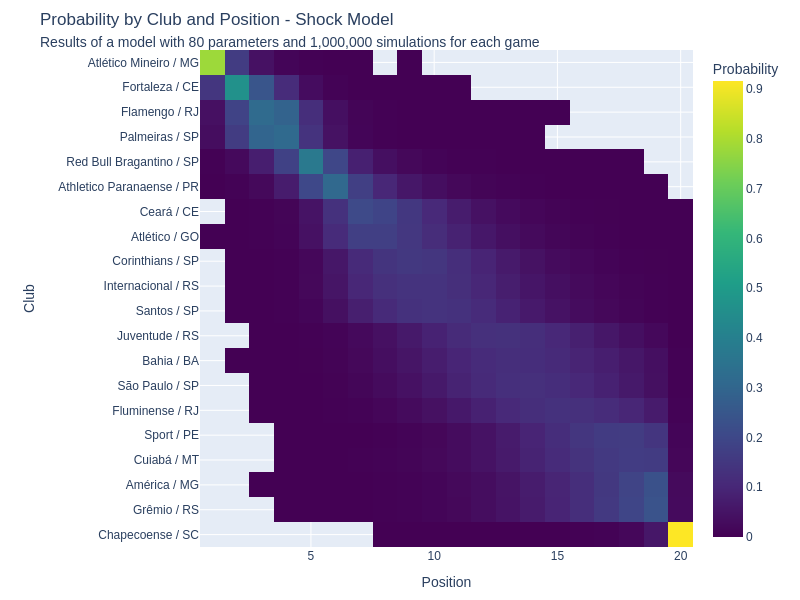 Probability by Club and Position - Shock Model
Results of a model with 80 parameters and 1,000,000 simulations for each game
Probability
Club
Atlético Mineiro / MG
Fortaleza / CE
Flamengo / RJ
Palmeiras / SP
Red Bull Bragantino / SP
Athletico Paranaense / PR
Ceará / CE
Atlético / GO
Corinthians / SP
Internacional / RS
Santos / SP
Juventude / RS
Bahia / BA
São Paulo / SP
Fluminense / RJ
Sport / PE
Cuiabá / MT
América / MG
Grêmio / RS
Chapecoense / SC
0.9
0.8
0.7
0.6
0.5
0.4
0.3
0.2
0.1
0
5
10
15
20
Position